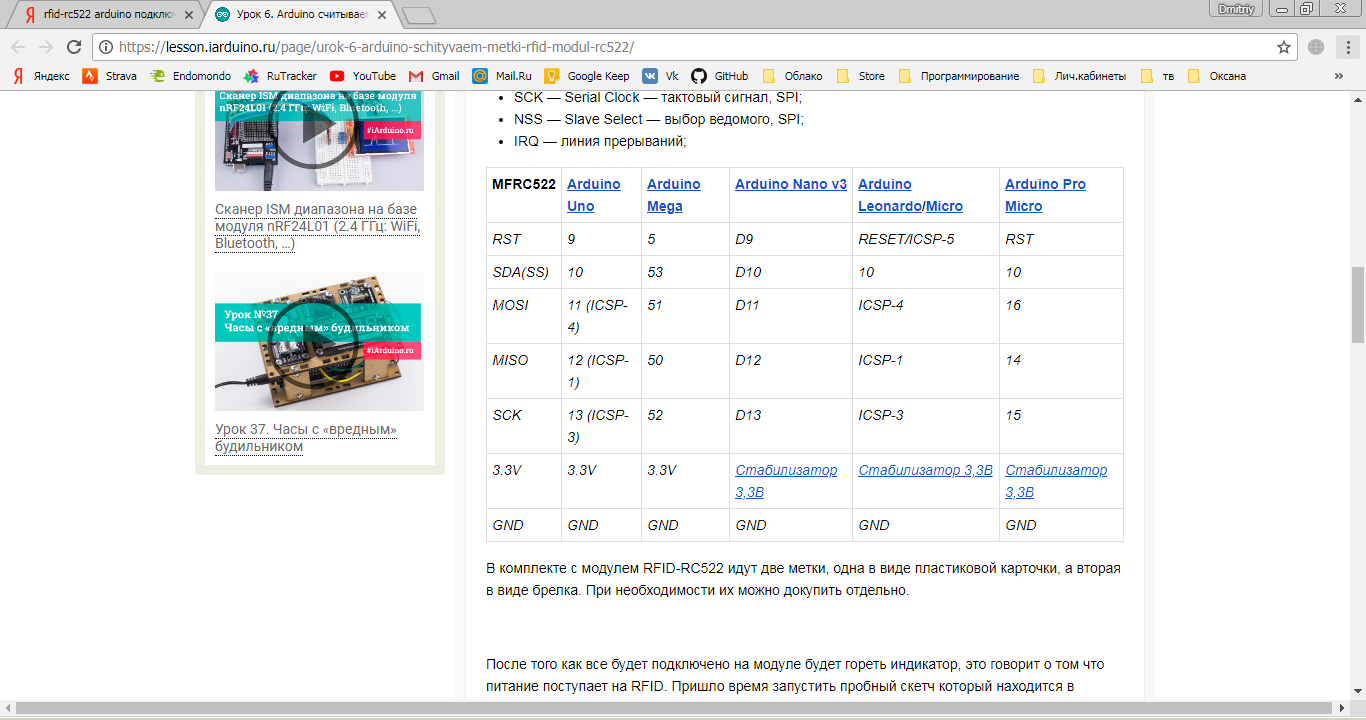 rfid-rc522 arduino подключ
Урок 6. Arduino считывае
Dmitriy
https://lesson.iarduino.ru/page/urok-6-arduino-schityvaem-metki-rfid-modul-rc522/
Яндекс
Strava
Endomondo
RuTracker
YouTube
Gmail
Mail.Ru
Google Keep
Vk
GitHub
Облако
Store
Программирование
Лич.кабинеты
тв
Оксана
»
Сканер ISM диапазона на базе модуля
nRF24L01 (2.4 ГГц: WiFi, Bluetooth, ...)
#iArduino.ru
Сканер ISM диапазона на базе
модуля nRF24L01 (2.4 ГГц: WiFi,
Bluetooth, ...)
Урок №37
Часы с «вредным» будильником
#iArduino.ru
Урок 37. Часы с «вредным»
будильником
• SCK — Serial Clock — тактовый сигнал, SPI;
• NSS — Slave Select — выбор ведомого, SPI;
• IRQ — линия прерываний;
MFRC522 Arduino Arduino Arduino Nano v3 Arduino Arduino Pro
Uno Mega Leonardo/Micro Micro
RST 9 5 D9 RESET/ICSP-5 RST
SDA(SS) 10 53 D10 10 10
MOSI 11 (ICSP- 51 D11 ICSP-4 16
4)
MISO 12 (ICSP- 50 D12 ICSP-1 14
1)
SCK 13 (ICSP- 52 D13 ICSP-3 15
3)
3.3V 3.3V 3.3V Стабилизатор Стабилизатор 3,3В Стабилизатор
3,3В 3,3В
GND GND GND GND GND GND
В комплекте с модулем RFID-RC522 идут две метки, одна в виде пластиковой карточки, а вторая
в виде брелка. При необходимости их можно докупить отдельно.
После того как все будет подключено на модуле будет гореть индикатор, это говорит о том что
питание поступает на RFID. Пришло время запустить пробный скетч который находится в